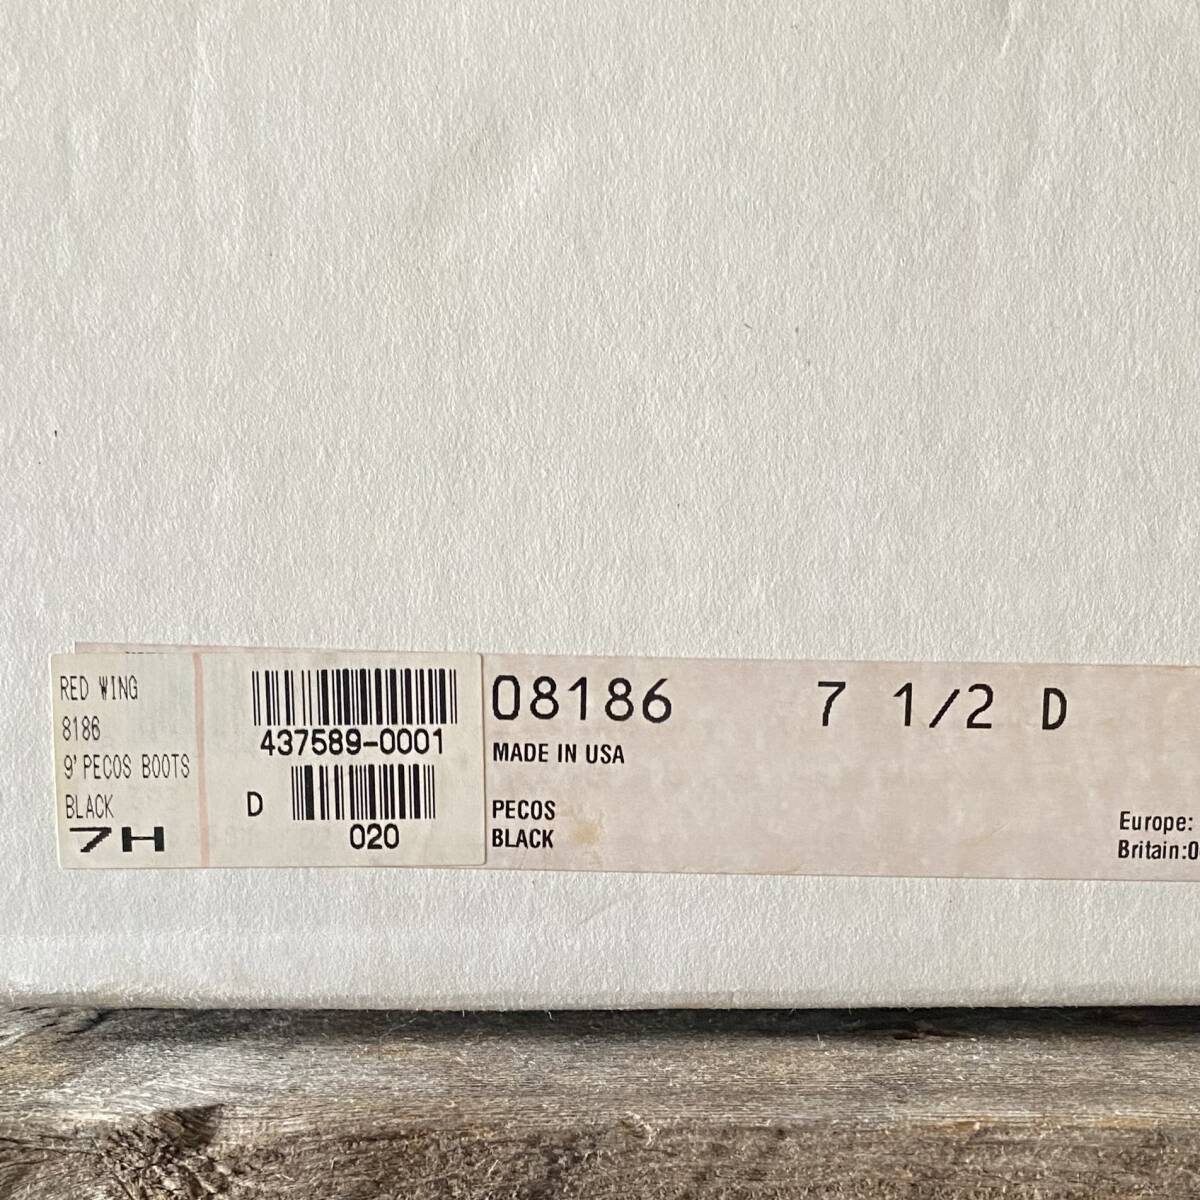 RED WING
8186
9' PECOS BOOTS
BLACK
7H
437589-0001
D
020
08186 7 1/2 D
MADE IN USA
PECOS
BLACK
Europe:
Britain:0